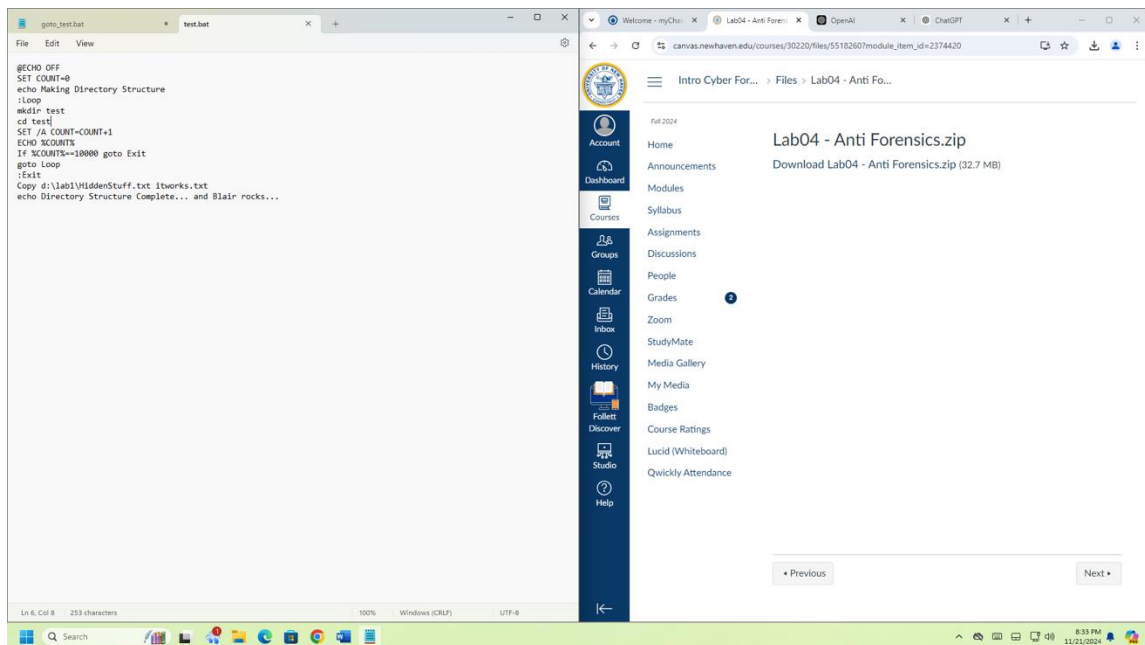 goto_test.bat
test.bat
File Edit View
@ECHO OFF
SET COUNT=0
echo Making Directory Structure
:Loop
mkdir test
cd test
SET /A COUNT=COUNT+1
ECHO %COUNT%
If %COUNT%==10000 goto Exit
goto Loop
:Exit
Copy d:\lab1\HiddenStuff.txt itworks.txt
echo Directory Structure Complete... and Blair rocks...
Ln 6, Col 8 253 characters 100% Windows (CRLF) UTF-8
Welcome - myChar Lab04 - Anti Foren OpenAI ChatGPT
canvas.newhaven.edu/courses/30220/files/5518260?module_item_id=2374420
Intro Cyber For... > Files > Lab04 - Anti Fo...
Account
Dashboard
Courses
Groups
Calendar
Inbox
History
Follett
Discover
Studio
Help
Fall 2024
Home
Announcements
Modules
Syllabus
Assignments
Discussions
People
Grades 2
Zoom
StudyMate
Media Gallery
My Media
Badges
Course Ratings
Lucid (Whiteboard)
Qwickly Attendance
Lab04 - Anti Forensics.zip
Download Lab04 - Anti Forensics.zip (32.7 MB)
◂ Previous
Next ▸
Search
8:33 PM
11/21/2024